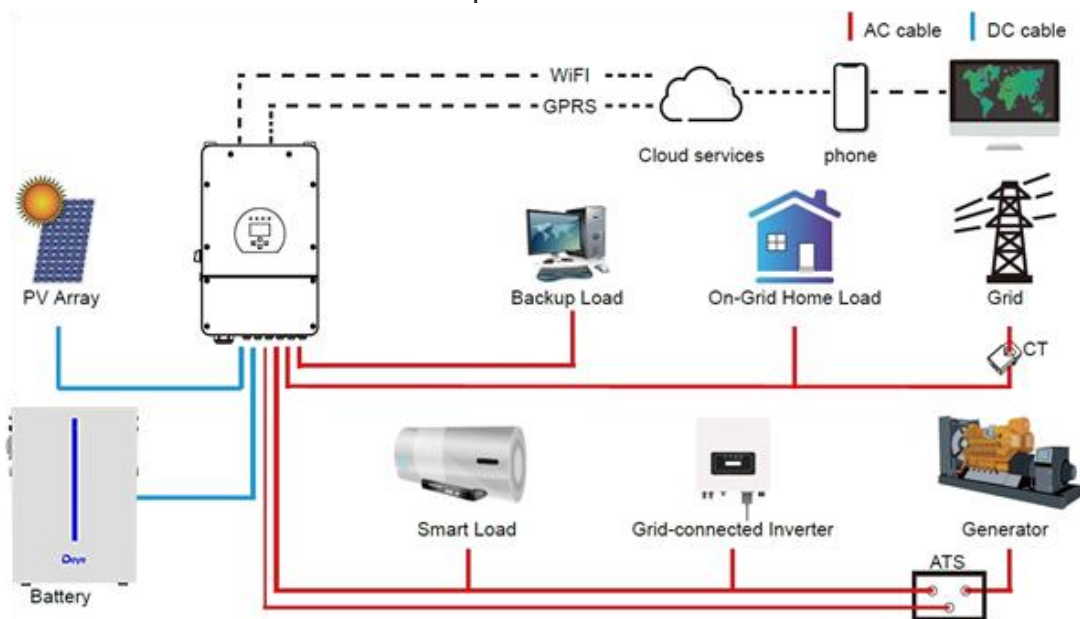 AC cable
DC cable
WiFI
GPRS
Cloud services
phone
PV Array
Backup Load
On-Grid Home Load
Grid
CT
Deye
Battery
Smart Load
Grid-connected Inverter
Generator
ATS